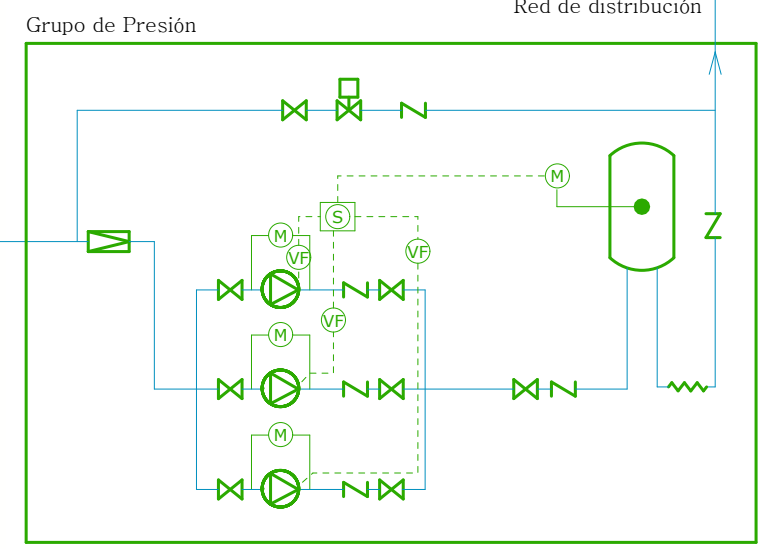 Red de distribución
Grupo de Presión
M
S
M
VF
VF
VF
M
M